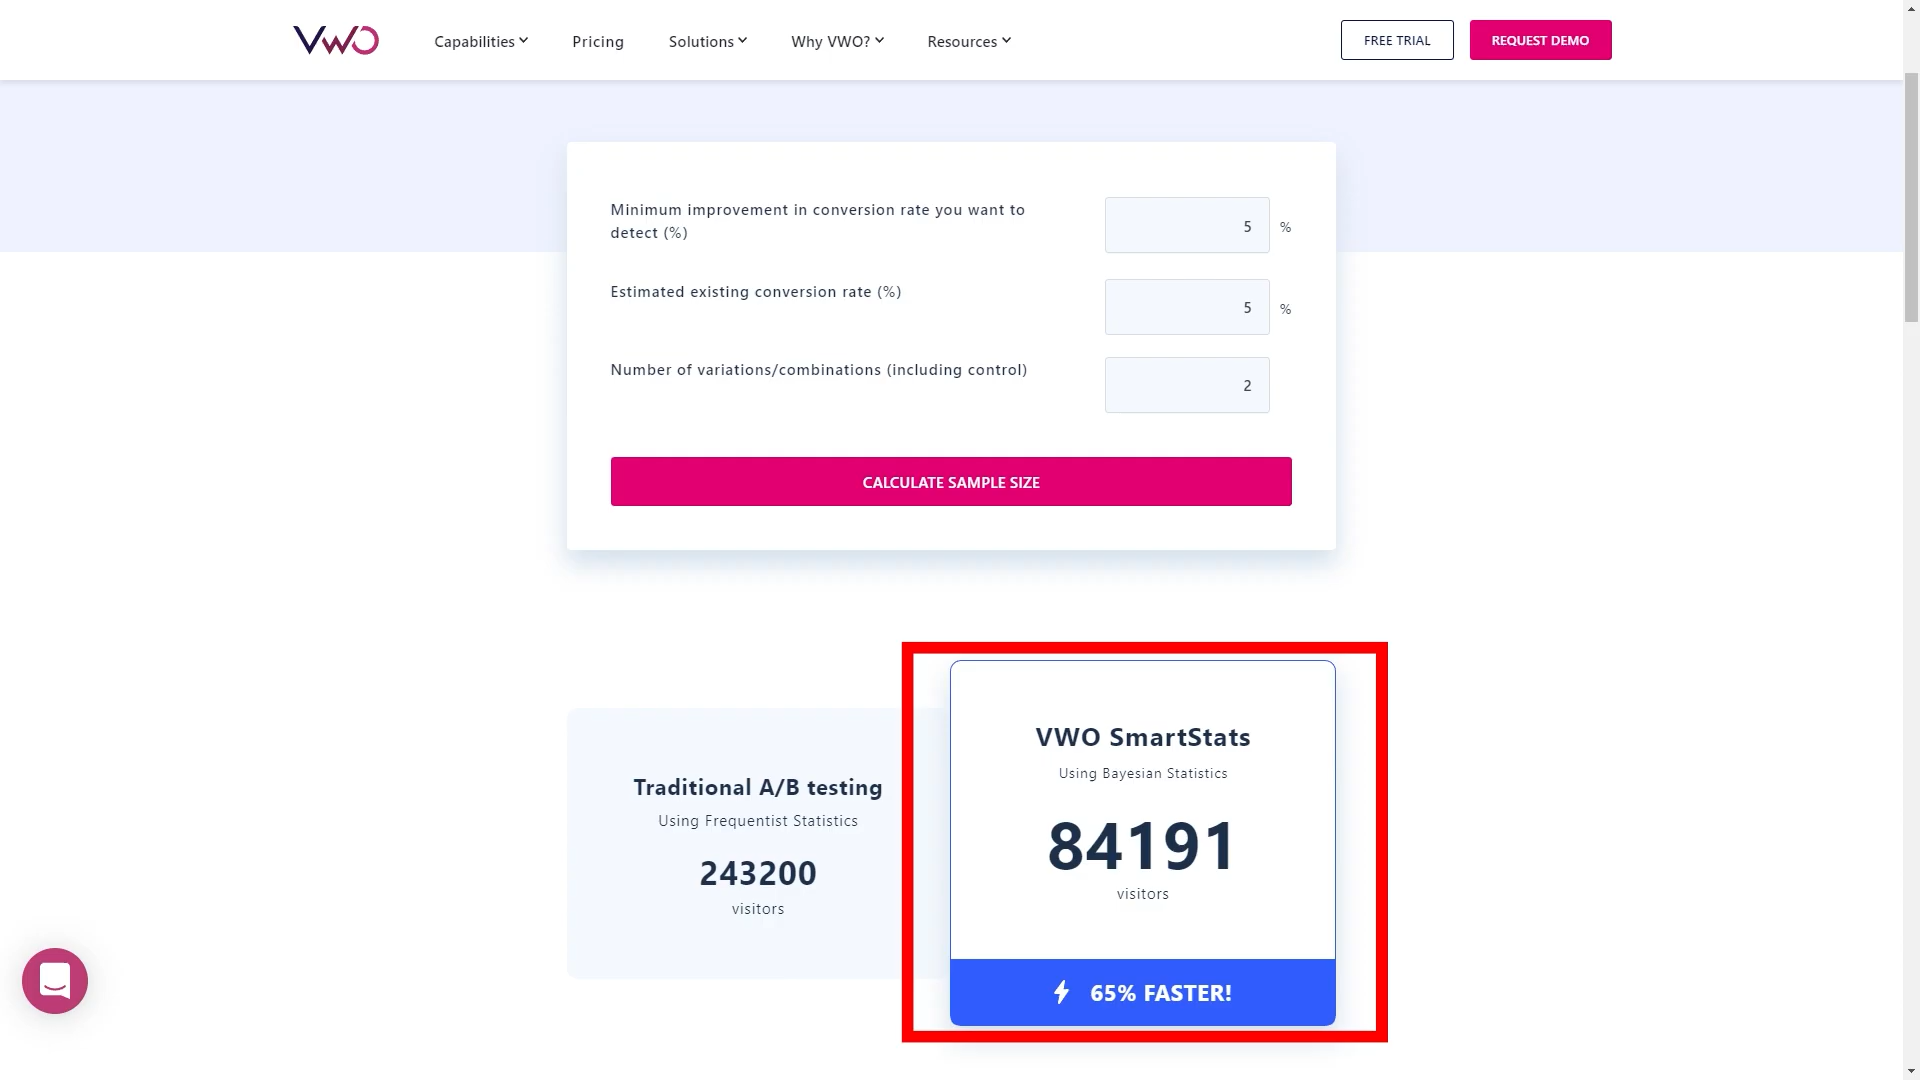 VWO
Capabilities
Pricing
Solutions
Why VWO?
Resources
FREE TRIAL
REQUEST DEMO
Minimum improvement in conversion rate you want to
detect (%)
5
%
Estimated existing conversion rate (%)
5
%
Number of variations/combinations (including control)
2
CALCULATE SAMPLE SIZE
Traditional A/B testing
Using Frequentist Statistics
243200
visitors
VWO SmartStats
Using Bayesian Statistics
84191
visitors
65% FASTER!